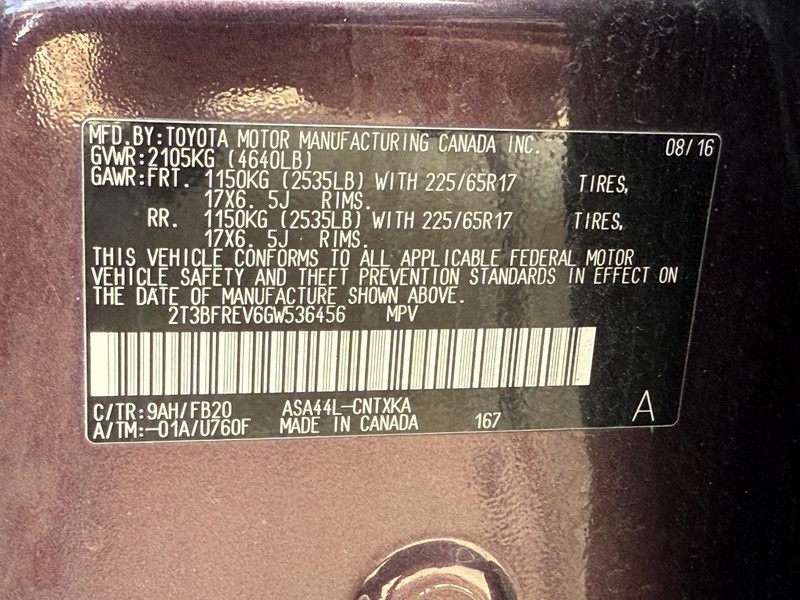 MFD.BY:TOYOTA MOTOR MANUFACTURING CANADA INC. 08/16
GVWR:2105KG (4640LB)
GAWR:FRT. 1150KG (2535LB) WITH 225/65R17 TIRES,
17X6. 5J RIMS.
RR. 1150KG (2535LB) WITH 225/65R17 TIRES,
17X6. 5J RIMS.
THIS VEHICLE CONFORMS TO ALL APPLICABLE FEDERAL MOTOR
VEHICLE SAFETY AND THEFT PREVENTION STANDARDS IN EFFECT ON
THE DATE OF MANUFACTURE SHOWN ABOVE.
2T3BFREV6GW536456 MPV
C/TR:9AH/FB20 ASA44L-CNTXKA
A/TM:-01A/U760F MADE IN CANADA 167 A